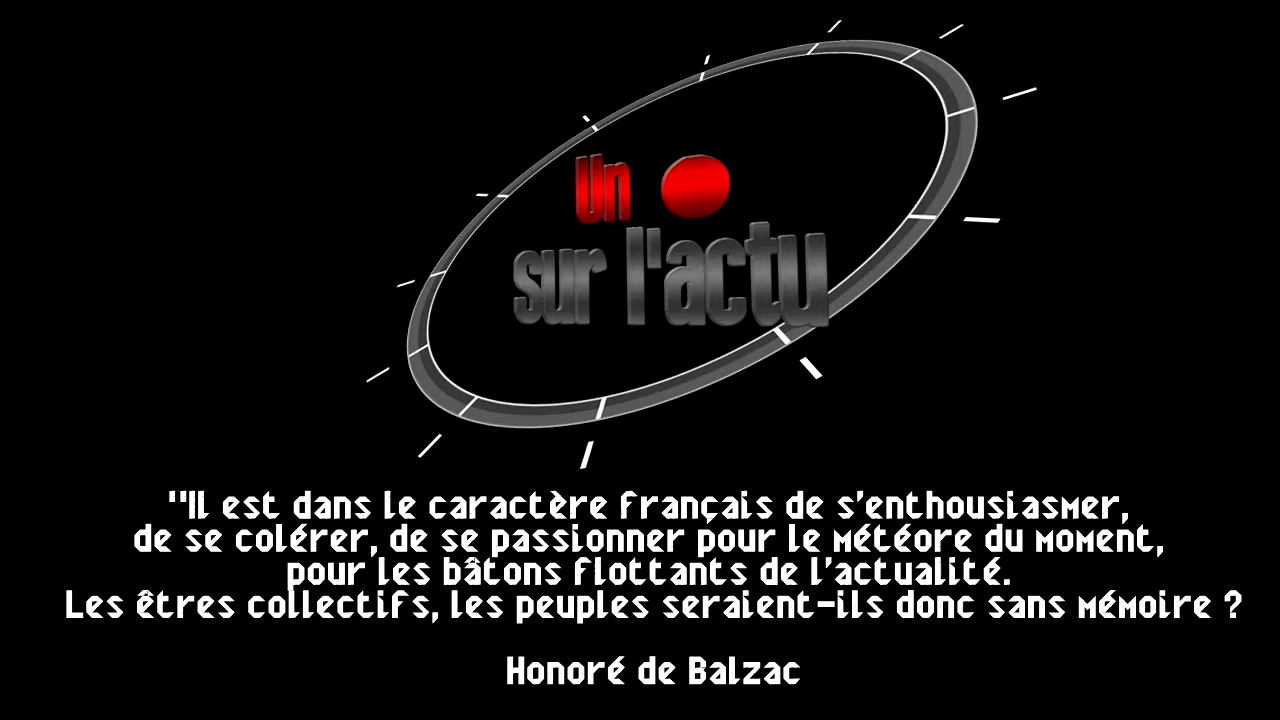 Un
sur l'actu
"Il est dans le caractère français de s'enthousiasmer,
de se colérer, de se passionner pour le météore du moment,
pour les bâtons flottants de l'actualité.
Les êtres collectifs, les peuples seraient-ils donc sans mémoire ?
Honoré de Balzac